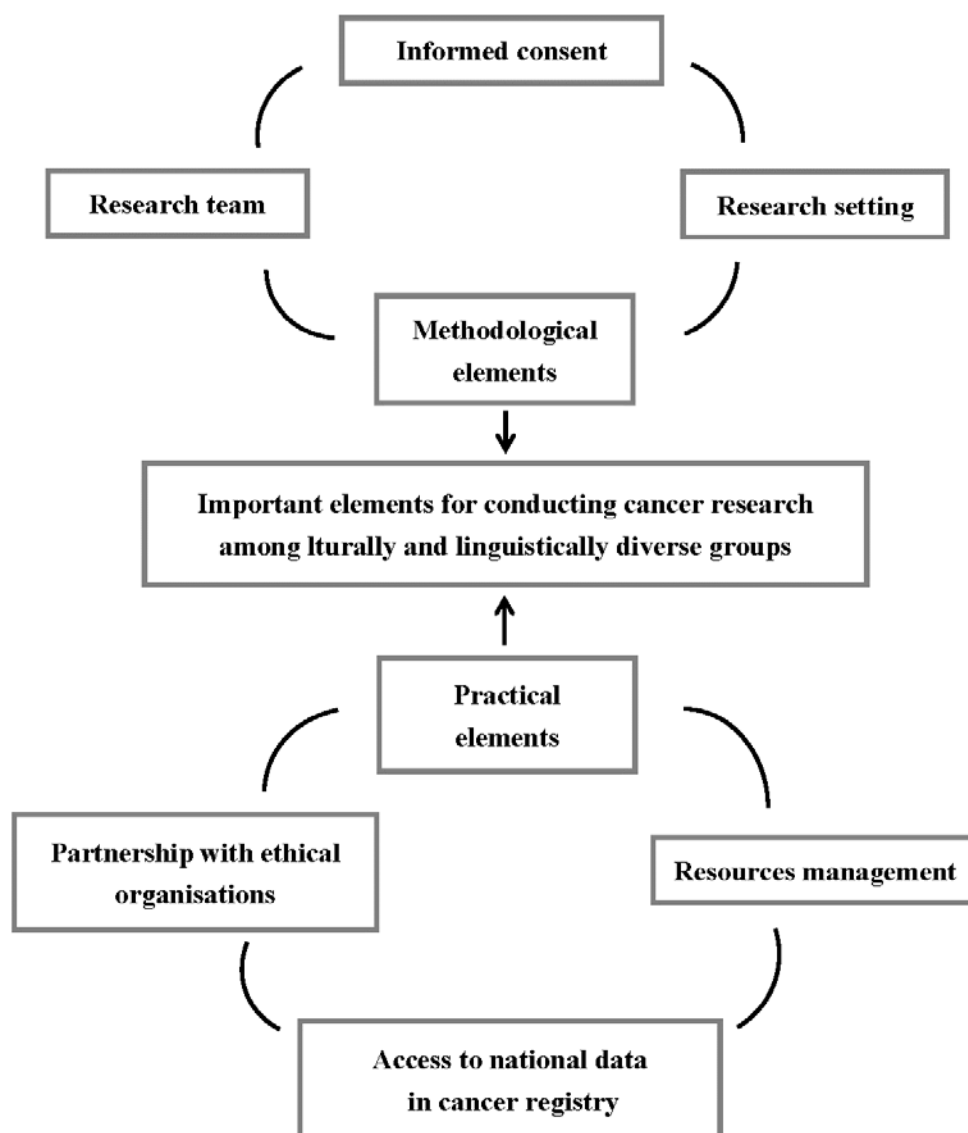 Informed consent
Research team
Research setting
Methodological
elements
Important elements for conducting cancer research
among lturally and linguistically diverse groups
Practical
elements
Partnership with ethical
organisations
Resources management
Access to national data
in cancer registry